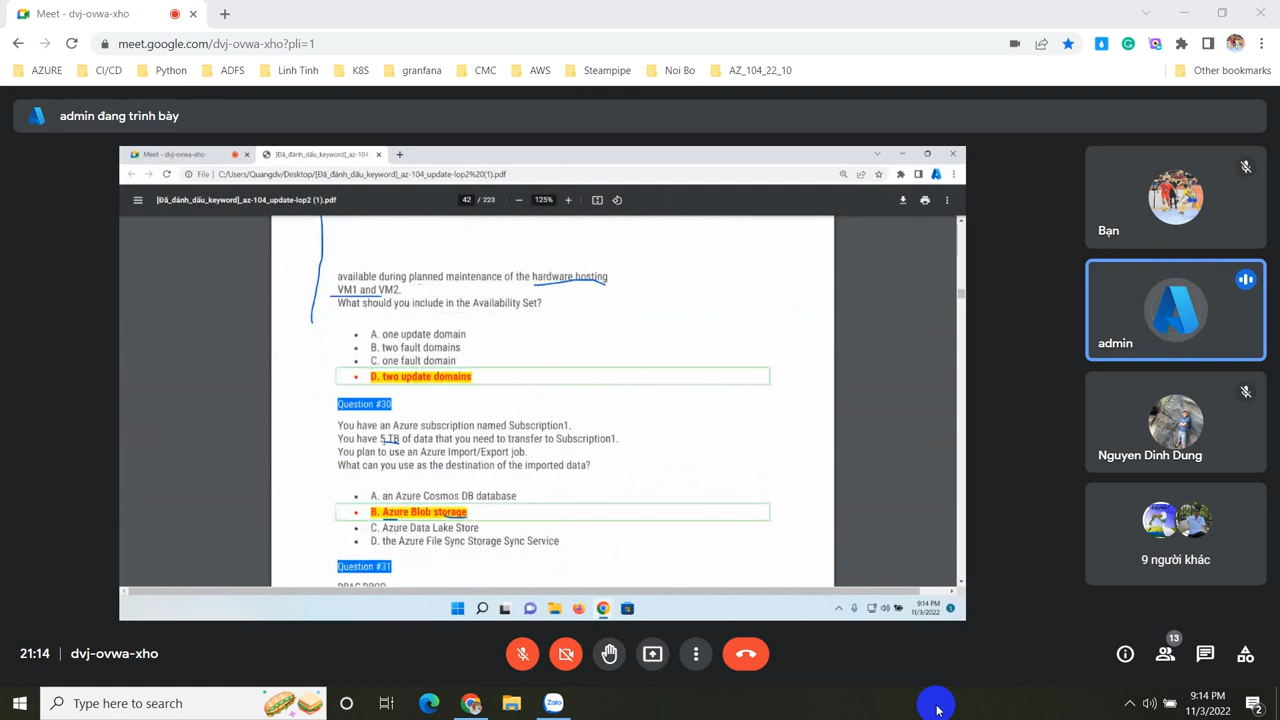 Meet - dvj-ovwa-xho
meet.google.com/dvj-ovwa-xho?pli=1
AZURE CI/CD Python ADFS Linh Tinh K8S granfana CMC AWS Steampipe Noi Bo AZ_104_22_10 Other bookmarks
admin đang trình bày
Meet - dvj-ovwa-xho [Đã_đánh_dấu_keyword]_az-10
File | C:/Users/Quangdv/Desktop/[Đã_đánh_dấu_keyword]_az-104_update-lop2%20(1).pdf
[Đã_đánh_dấu_keyword]_az-104_update-lop2 (1).pdf 42 / 223 125%
available during planned maintenance of the hardware hosting
VM1 and VM2.
What should you include in the Availability Set?
• A. one update domain
• B. two fault domains
• C. one fault domain
• D. two update domains
Question #30
You have an Azure subscription named Subscription1.
You have 5 TB of data that you need to transfer to Subscription1.
You plan to use an Azure Import/Export job.
What can you use as the destination of the imported data?
• A. an Azure Cosmos DB database
• B. Azure Blob storage
• C. Azure Data Lake Store
• D. the Azure File Sync Storage Sync Service
Question #31
DRAG DROP
9:14 PM
11/3/2022
Bạn
admin
Nguyen Dinh Dung
9 người khác
21:14 | dvj-ovwa-xho
13
Type here to search
9:14 PM
11/3/2022
2